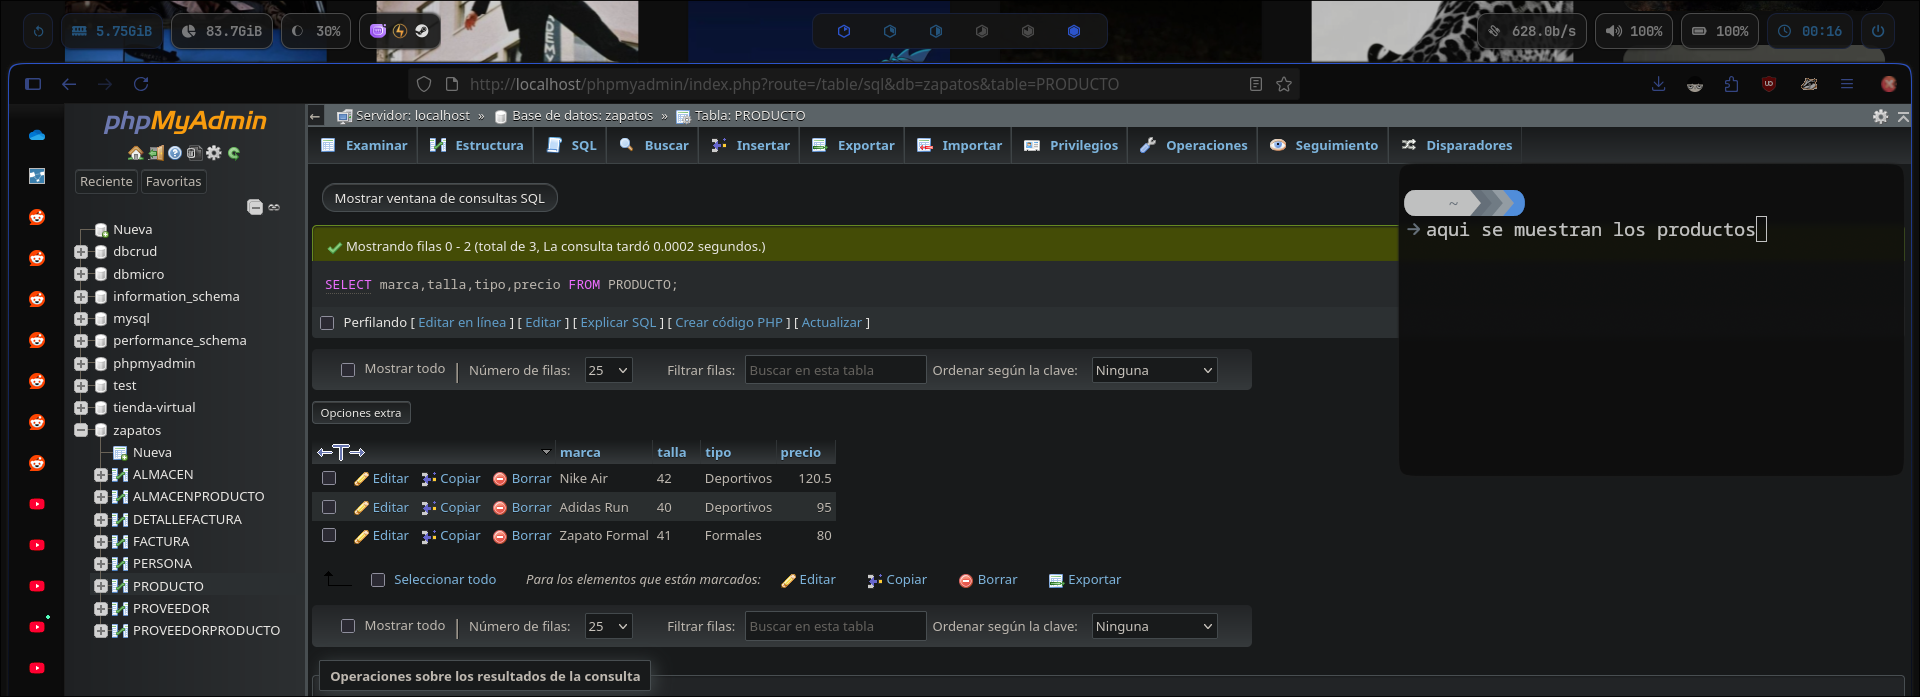 5.75GiB 83.7GiB 30% 628.0b/s 100% 100% 00:16
http://localhost/phpmyadmin/index.php?route=/table/sql&db=zapatos&table=PRODUCTO
phpMyAdmin
Reciente Favoritas
Nueva
dbcrud
dbmicro
information_schema
mysql
performance_schema
phpmyadmin
test
tienda-virtual
zapatos
Nueva
ALMACEN
ALMACENPRODUCTO
DETALLEFACTURA
FACTURA
PERSONA
PRODUCTO
PROVEEDOR
PROVEEDORPRODUCTO
Servidor: localhost » Base de datos: zapatos » Tabla: PRODUCTO
Examinar Estructura SQL Buscar Insertar Exportar Importar Privilegios Operaciones Seguimiento Disparadores
Mostrar ventana de consultas SQL
Mostrando filas 0 - 2 (total de 3, La consulta tardó 0.0002 segundos.)
SELECT marca,talla,tipo,precio FROM PRODUCTO;
Perfilando [ Editar en línea ] [ Editar ] [ Explicar SQL ] [ Crear código PHP ] [ Actualizar ]
Mostrar todo Número de filas: 25 Filtrar filas: Buscar en esta tabla Ordenar según la clave: Ninguna
Opciones extra
marca talla tipo precio
Editar Copiar Borrar Nike Air 42 Deportivos 120.5
Editar Copiar Borrar Adidas Run 40 Deportivos 95
Editar Copiar Borrar Zapato Formal 41 Formales 80
Seleccionar todo Para los elementos que están marcados: Editar Copiar Borrar Exportar
Mostrar todo Número de filas: 25 Filtrar filas: Buscar en esta tabla Ordenar según la clave: Ninguna
Operaciones sobre los resultados de la consulta
~
→ aqui se muestran los productos